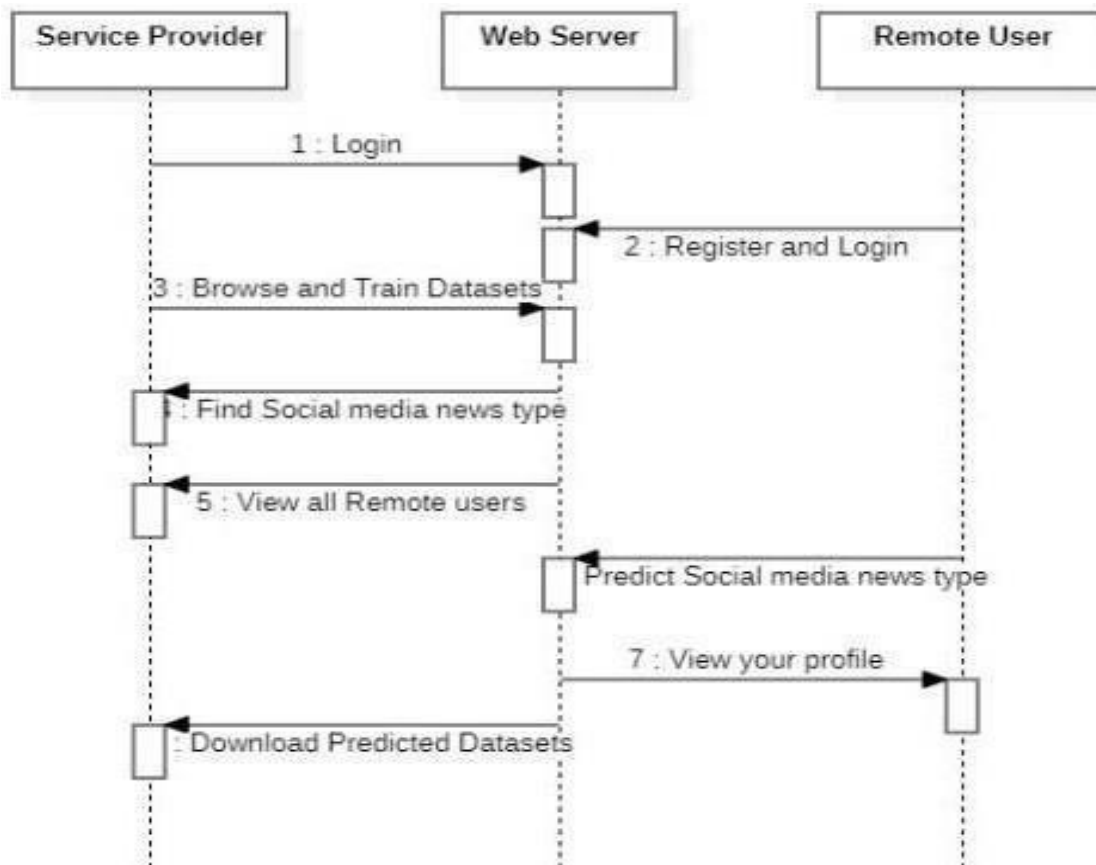 Service Provider
Web Server
Remote User
1 : Login
2 : Register and Login
3 : Browse and Train Datasets
: Find Social media news type
5 : View all Remote users
Predict Social media news type
7 : View your profile
: Download Predicted Datasets